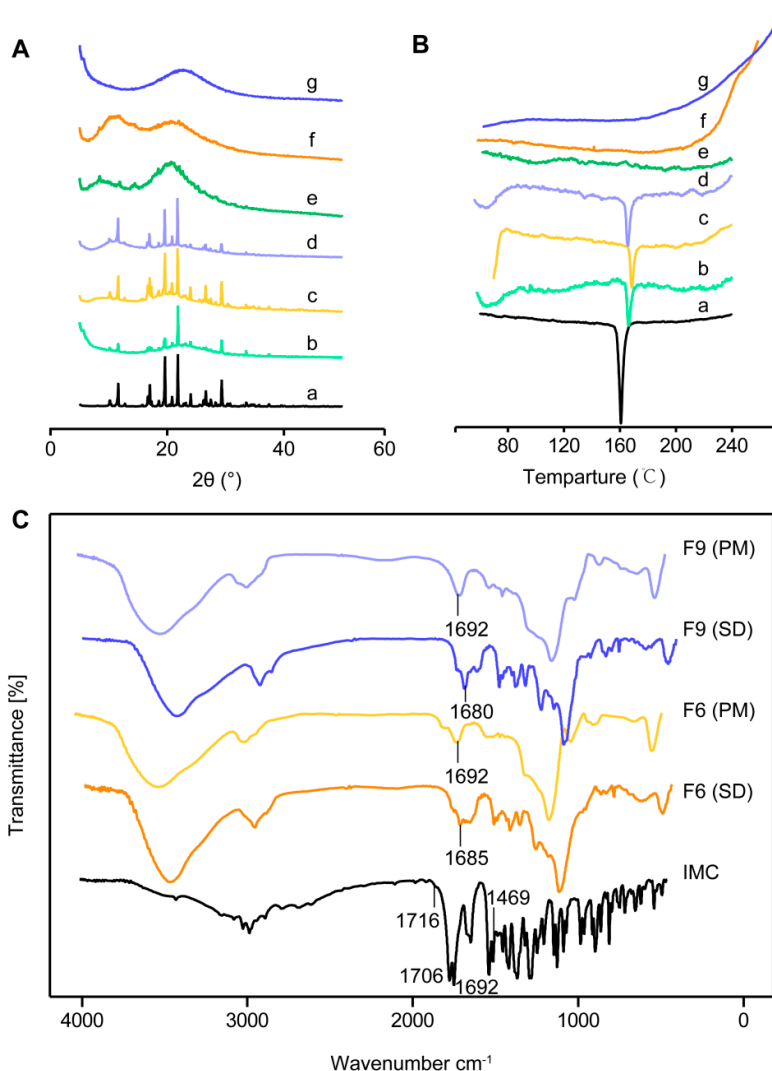 A
g
f
e
d
c
b
a
0
20
40
60
2θ (°)
B
g
f
e
d
c
b
a
80
120
160
200
240
Temparture (℃)
C
Transmittance [%]
F9 (PM)
1692
F9 (SD)
1680
F6 (PM)
1692
F6 (SD)
1685
IMC
1716
1469
1706
1692
4000
3000
2000
1000
0
Wavenumber cm⁻¹